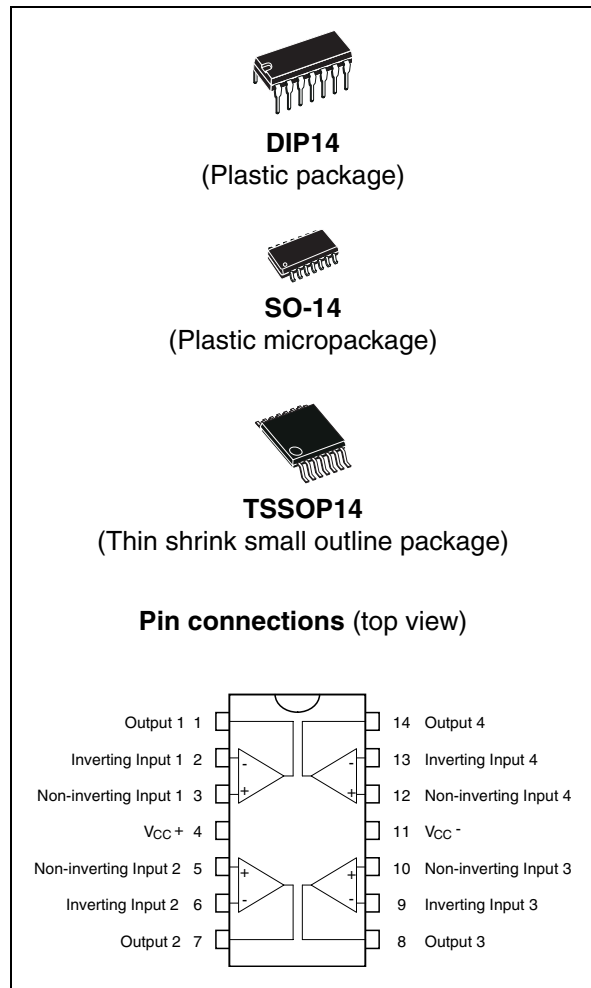 DIP14
(Plastic package)
SO-14
(Plastic micropackage)
TSSOP14
(Thin shrink small outline package)
Pin connections (top view)
Output 1 1 14 Output 4
Inverting Input 1 2 - - 13 Inverting Input 4
Non-inverting Input 1 3 + + 12 Non-inverting Input 4
VCC + 4 11 VCC -
Non-inverting Input 2 5 + + 10 Non-inverting Input 3
Inverting Input 2 6 - - 9 Inverting Input 3
Output 2 7 8 Output 3